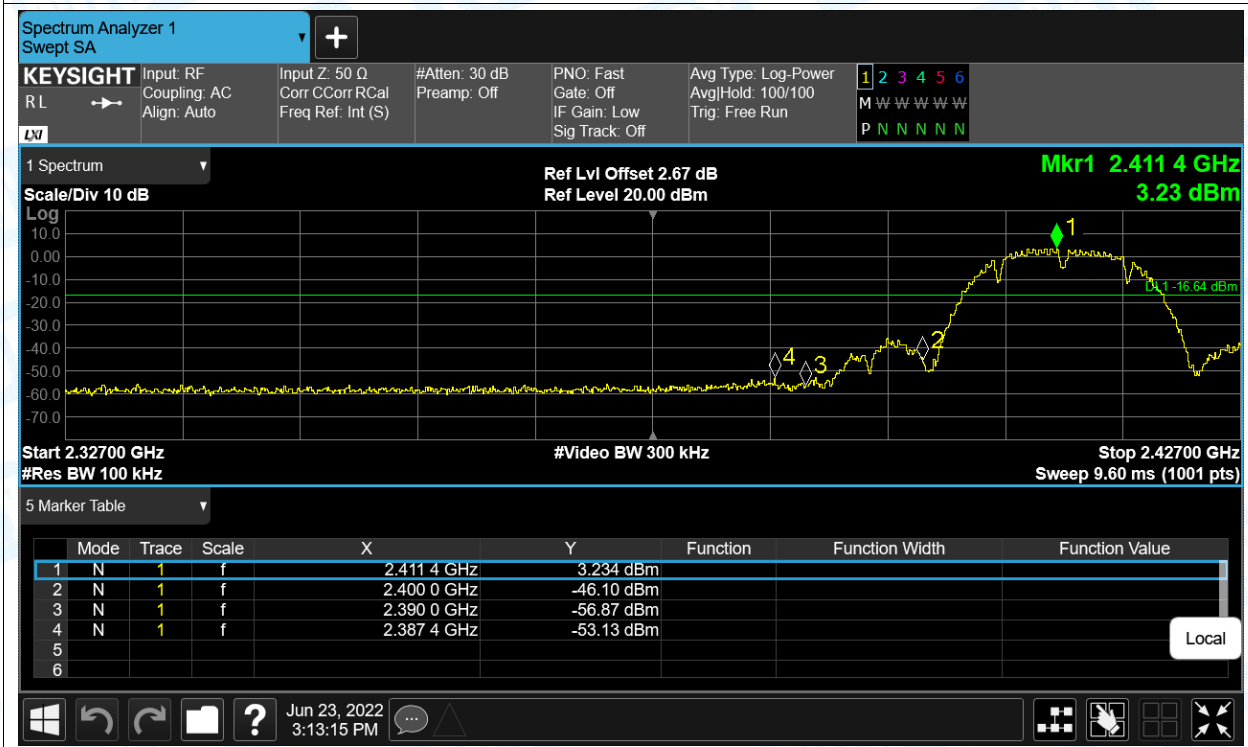 Spectrum Analyzer 1
Swept SA
KEYSIGHT Input: RF Input Z: 50 Ω #Atten: 30 dB PNO: Fast Avg Type: Log-Power 1 2 3 4 5 6
R L Coupling: AC Corr CCorr RCal Preamp: Off Gate: Off Avg|Hold: 100/100 M W W W W W
Align: Auto Freq Ref: Int (S) IF Gain: Low Trig: Free Run
LXI Sig Track: Off P N N N N N
1 Spectrum Ref Lvl Offset 2.67 dB Mkr1 2.411 4 GHz
Scale/Div 10 dB Ref Level 20.00 dBm 3.23 dBm
Log
10.0
0.00
-10.0
-20.0
-30.0
-40.0
-50.0
-60.0
-70.0
1
DL1 -16.64 dBm
2
4
3
Start 2.32700 GHz #Video BW 300 kHz Stop 2.42700 GHz
#Res BW 100 kHz Sweep 9.60 ms (1001 pts)
5 Marker Table
Mode Trace Scale X Y Function Function Width Function Value
1 N 1 f 2.411 4 GHz 3.234 dBm
2 N 1 f 2.400 0 GHz -46.10 dBm
3 N 1 f 2.390 0 GHz -56.87 dBm
4 N 1 f 2.387 4 GHz -53.13 dBm
5
6
Local
Jun 23, 2022
3:13:15 PM